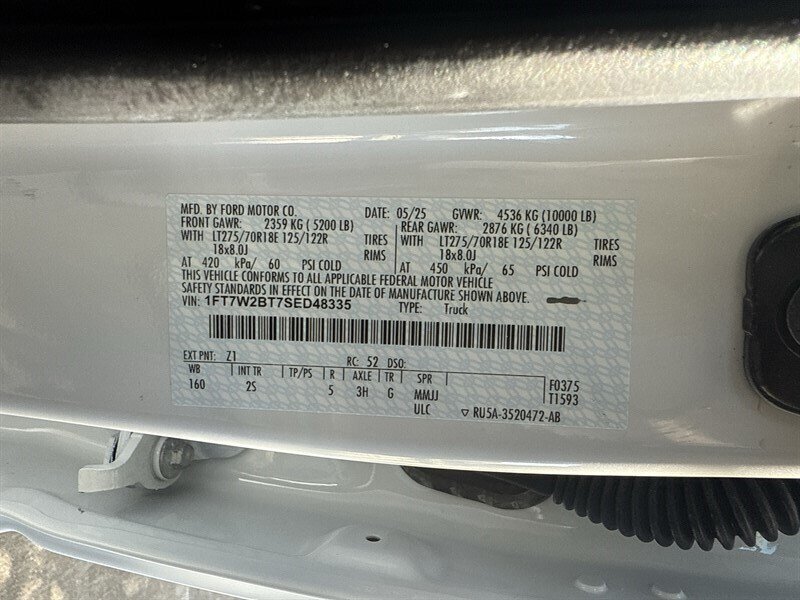 MFD. BY FORD MOTOR CO. DATE: 05/25 GVWR: 4536 KG (10000 LB)
FRONT GAWR: 2359 KG ( 5200 LB) REAR GAWR: 2876 KG ( 6340 LB)
WITH LT275/70R18E 125/122R TIRES WITH LT275/70R18E 125/122R TIRES
18x8.0J RIMS 18x8.0J RIMS
AT 420 kPa/ 60 PSI COLD AT 450 kPa/ 65 PSI COLD
THIS VEHICLE CONFORMS TO ALL APPLICABLE FEDERAL MOTOR VEHICLE
SAFETY STANDARDS IN EFFECT ON THE DATE OF MANUFACTURE SHOWN ABOVE.
VIN: 1FT7W2BT7SED48335 TYPE: Truck
EXT PNT: Z1 RC: 52 DSO:
WB INT TR TP/PS R AXLE TR SPR F0375
160 2S 5 3H G MMJJ T1593
ULC ▽ RU5A-3520472-AB